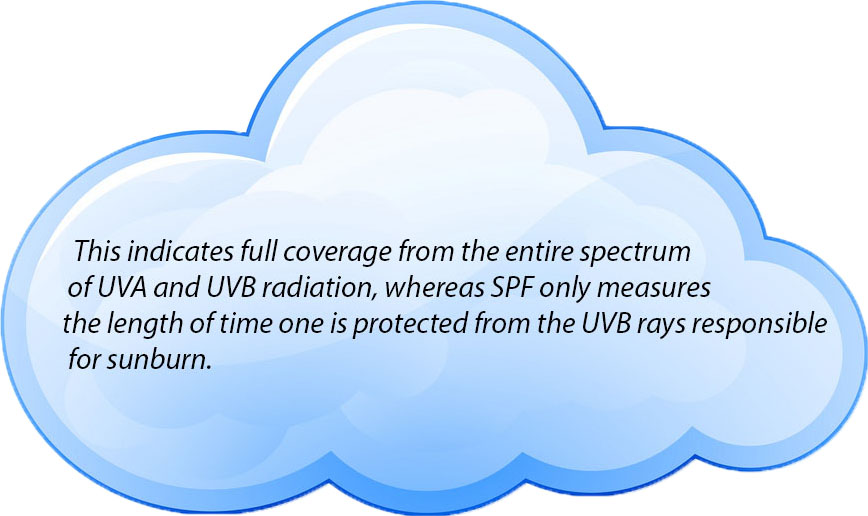 This indicates full coverage from the entire spectrum
of UVA and UVB radiation, whereas SPF only measures
the length of time one is protected from the UVB rays responsible
for sunburn.